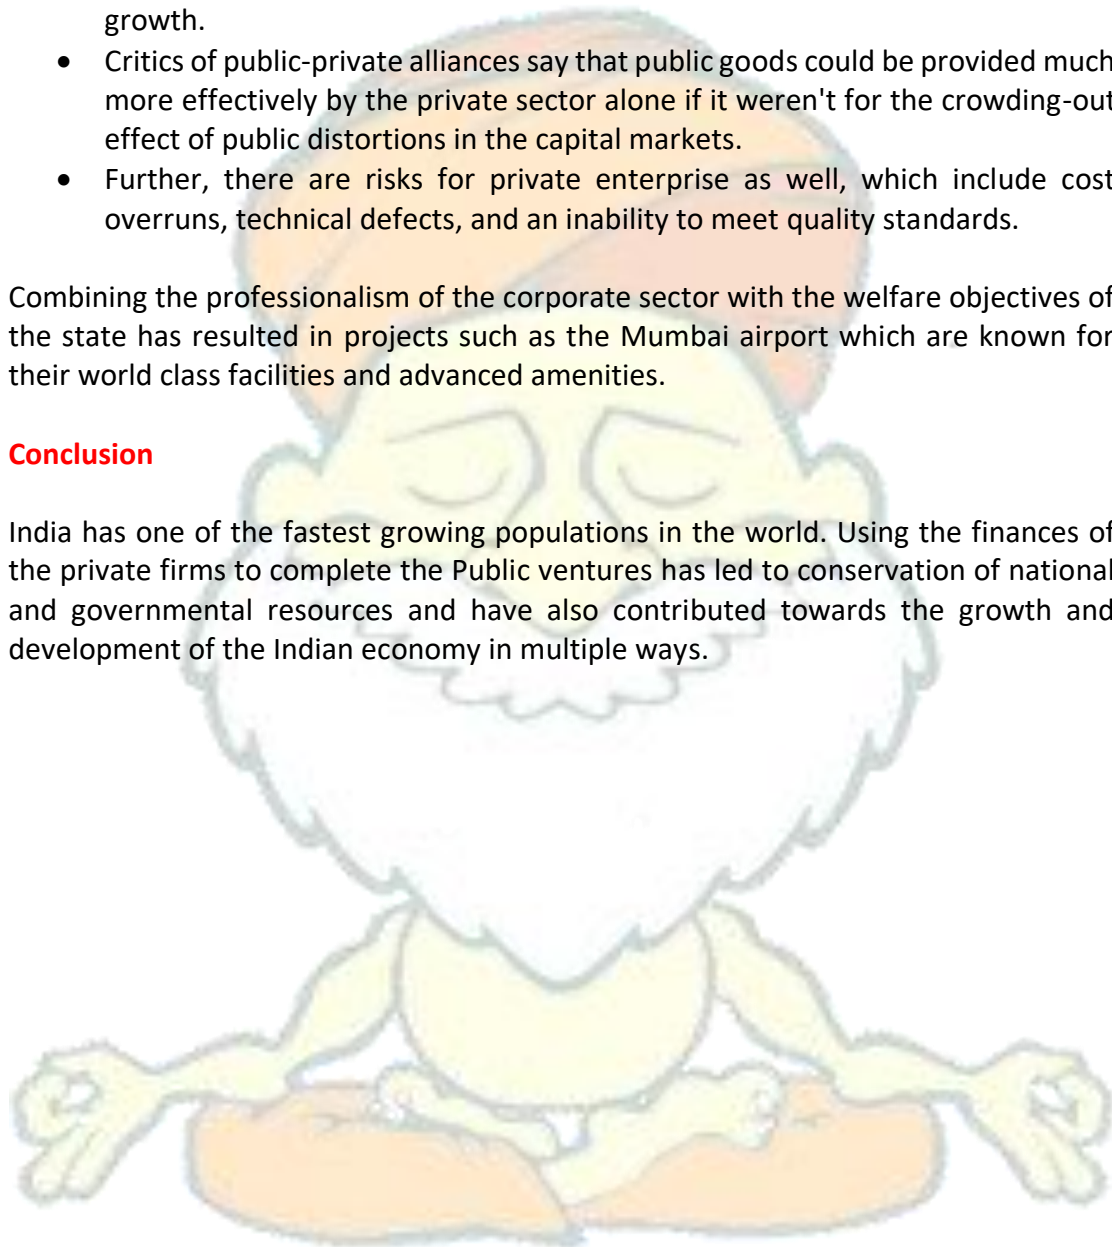 growth.
• Critics of public-private alliances say that public goods could be provided much
more effectively by the private sector alone if it weren't for the crowding-out
effect of public distortions in the capital markets.
• Further, there are risks for private enterprise as well, which include cost
overruns, technical defects, and an inability to meet quality standards.
Combining the professionalism of the corporate sector with the welfare objectives of
the state has resulted in projects such as the Mumbai airport which are known for
their world class facilities and advanced amenities.
Conclusion
India has one of the fastest growing populations in the world. Using the finances of
the private firms to complete the Public ventures has led to conservation of national
and governmental resources and have also contributed towards the growth and
development of the Indian economy in multiple ways.